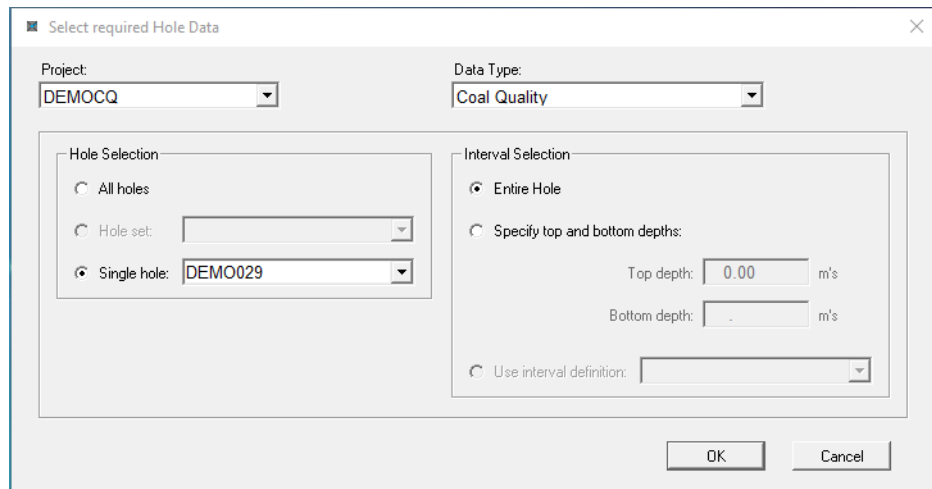 Select required Hole Data
Project:
DEMOCQ
Data Type:
Coal Quality
Hole Selection
All holes
Hole set:
Single hole: DEMO029
Interval Selection
Entire Hole
Specify top and bottom depths:
Top depth: 0.00 m's
Bottom depth: . m's
Use interval definition:
OK
Cancel